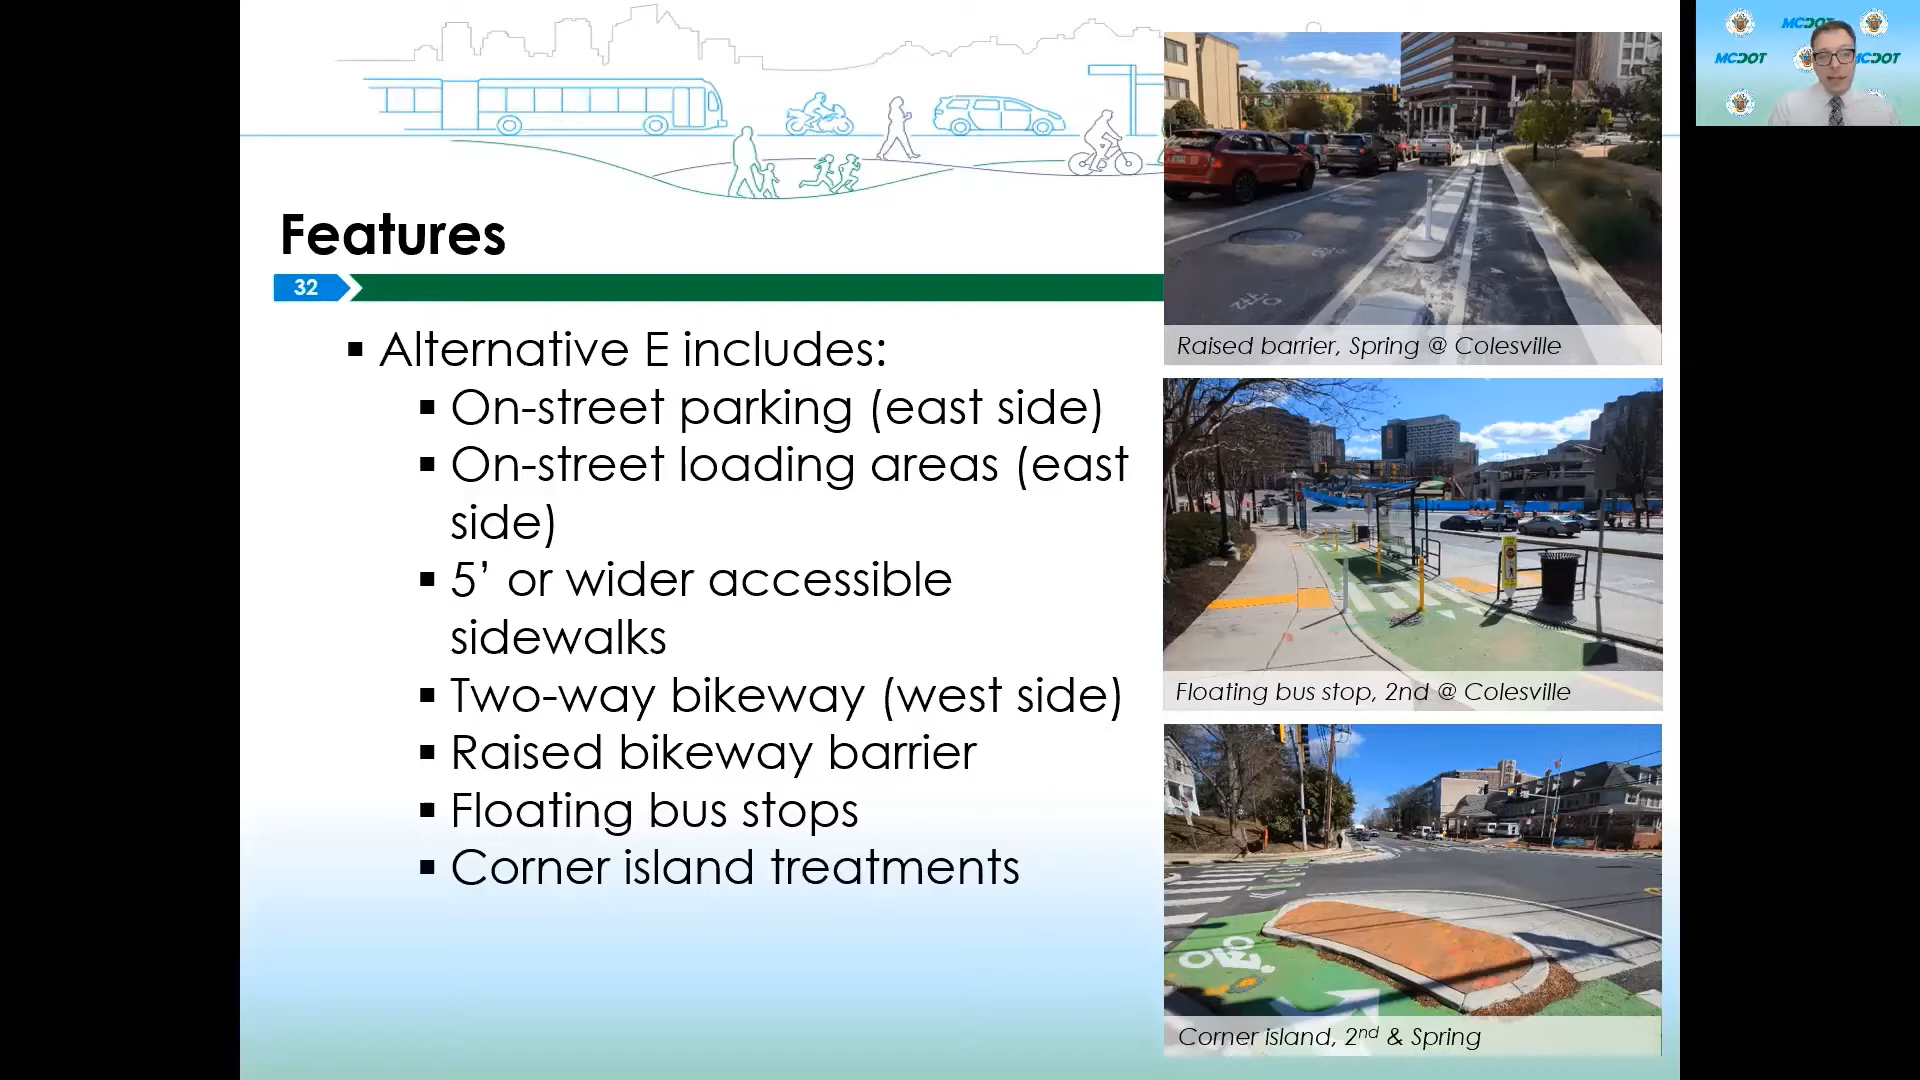 Features
32
▪ Alternative E includes:
▪ On-street parking (east side)
▪ On-street loading areas (east
side)
▪ 5’ or wider accessible
sidewalks
▪ Two-way bikeway (west side)
▪ Raised bikeway barrier
▪ Floating bus stops
▪ Corner island treatments
Raised barrier, Spring @ Colesville
Floating bus stop, 2nd @ Colesville
Corner island, 2nd & Spring
MCDOT
MCDOT
MCDOT